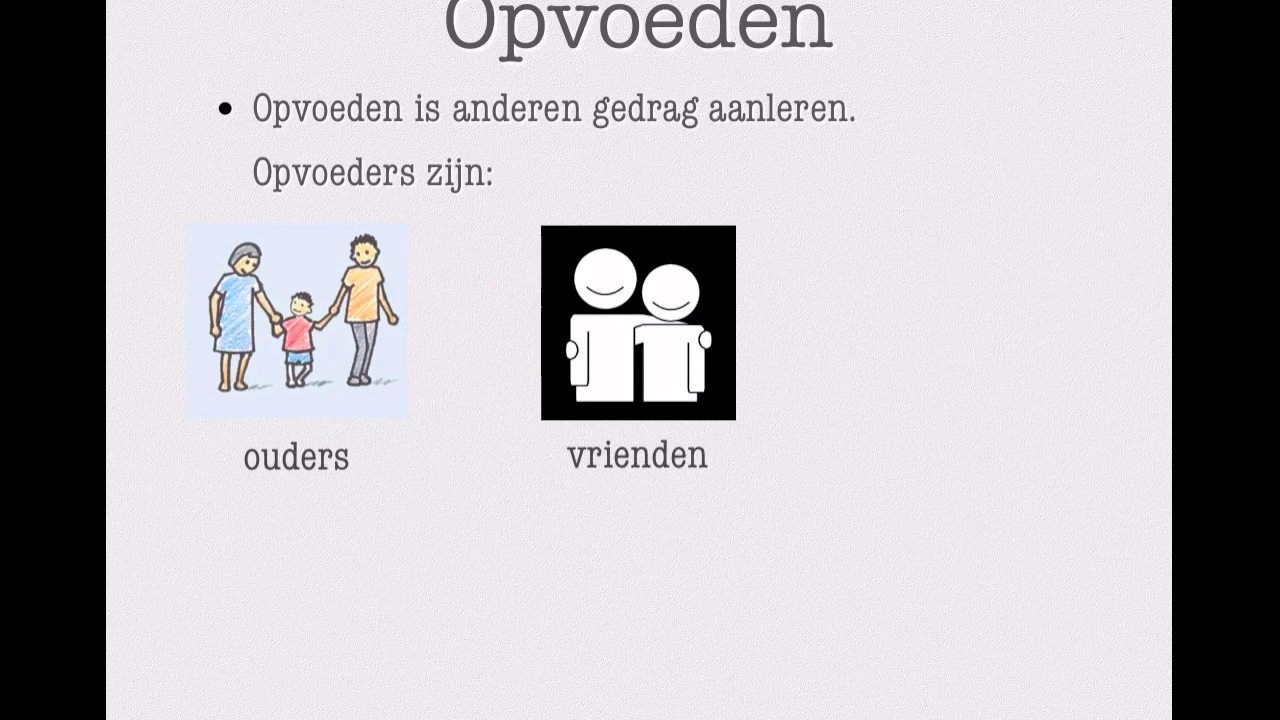 Opvoeden
Opvoeden is anderen gedrag aanleren.
Opvoeders zijn:
ouders
vrienden